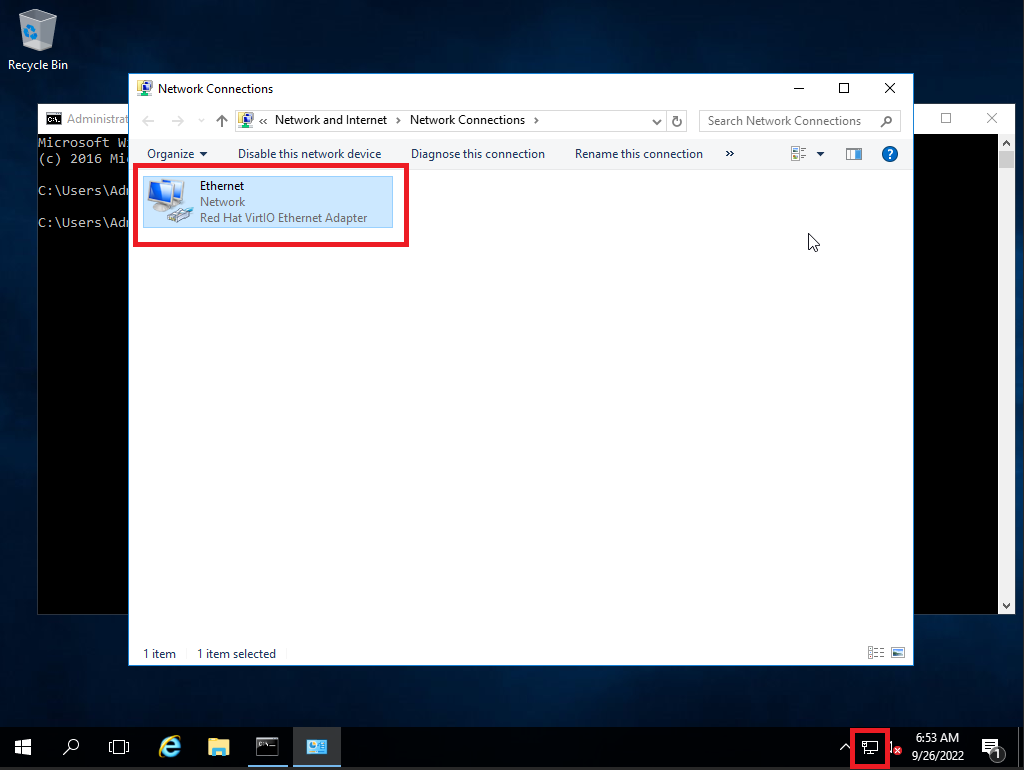 Recycle Bin
Network Connections
« Network and Internet > Network Connections >
Search Network Connections
Organize
Disable this network device
Diagnose this connection
Rename this connection
»
Ethernet
Network
Red Hat VirtIO Ethernet Adapter
Administrat
Microsoft Wi
(c) 2016 Mic
C:\Users\Adm
C:\Users\Adm
1 item
1 item selected
6:53 AM
9/26/2022
1